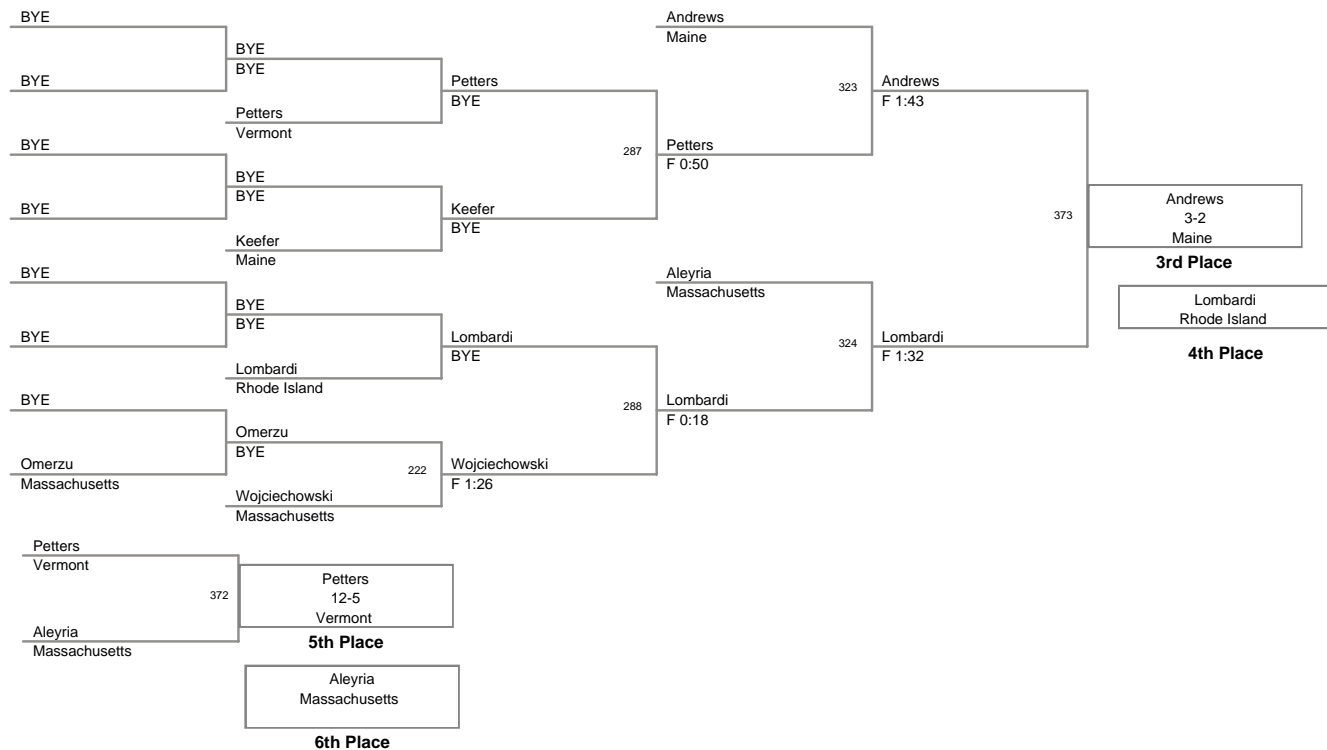 BYE
BYE
BYE
BYE
BYE
BYE
BYE
Omerzu
Massachusetts
BYE
BYE
Petters
Vermont
BYE
BYE
Keefer
Maine
BYE
BYE
Lombardi
Rhode Island
Omerzu
BYE
222
Wojciechowski
Massachusetts
Petters
BYE
287
Keefer
BYE
Lombardi
BYE
288
Wojciechowski
F 1:26
Andrews
Maine
323
Petters
F 0:50
Aleyria
Massachusetts
324
Lombardi
F 0:18
Andrews
F 1:43
373
Lombardi
F 1:32
Andrews
3-2
Maine
3rd Place
Lombardi
Rhode Island
4th Place
Petters
Vermont
372
Aleyria
Massachusetts
Petters
12-5
Vermont
5th Place
Aleyria
Massachusetts
6th Place